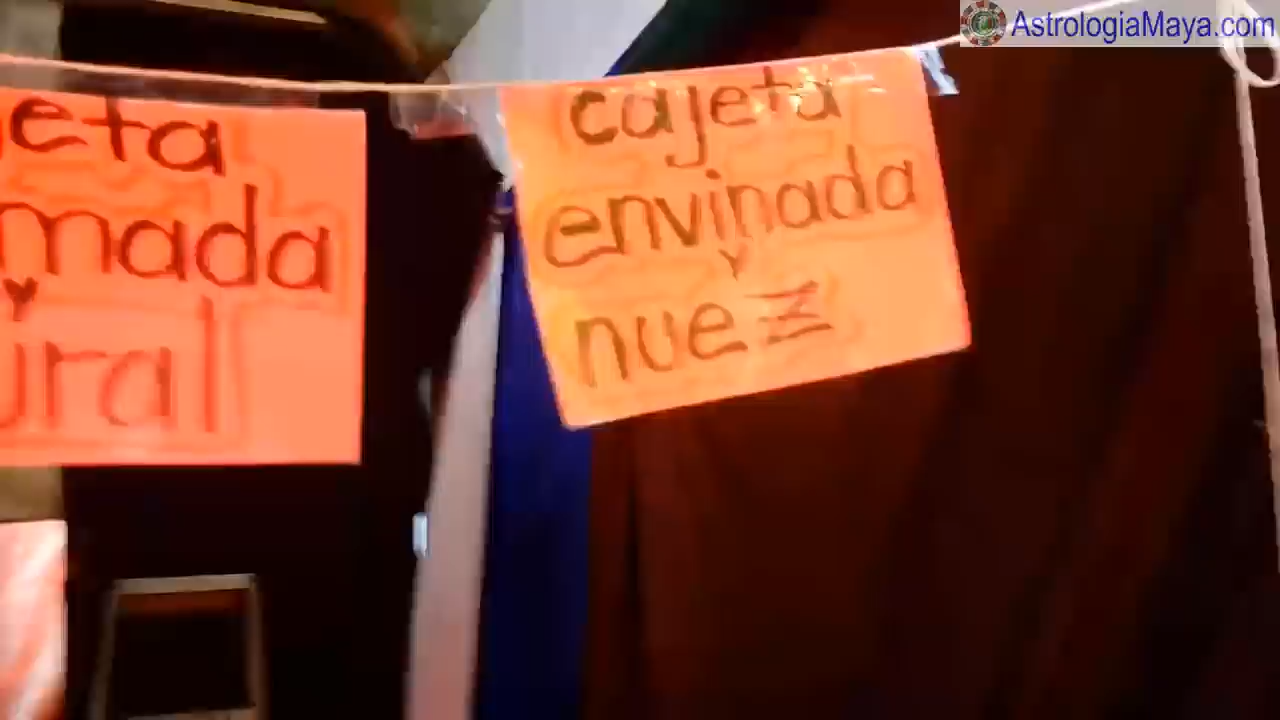 AstrologiaMaya.com
eta
mada
y
ural
cajeta
envinada
y
nuez